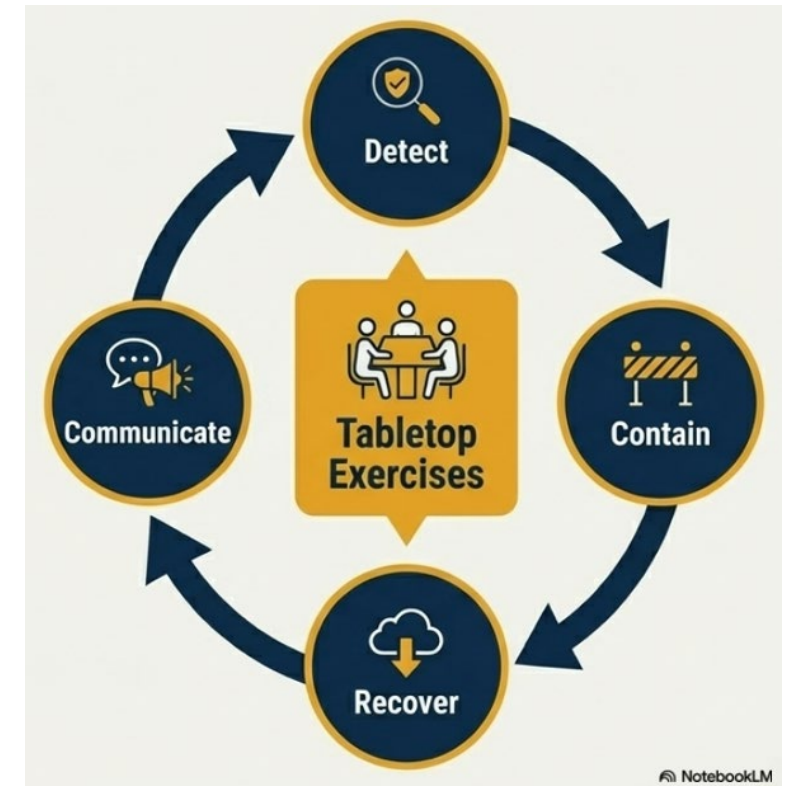 Detect
Contain
Recover
Communicate
Tabletop
Exercises
NotebookLM